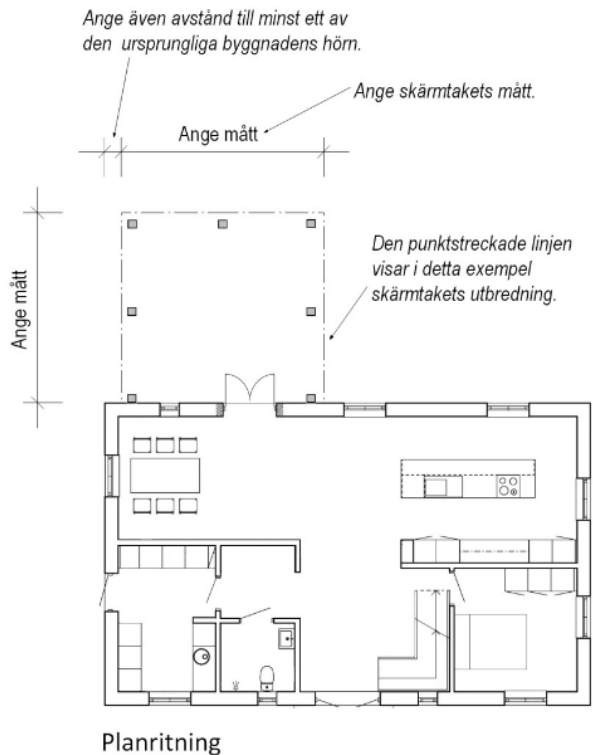 Ange även avstånd till minst ett av
den ursprungliga byggnadens hörn.
Ange skärmtakets mått.
Ange mått
Ange mått
Den punktstreckade linjen
visar i detta exempel
skärmtakets utbredning.
Planritning